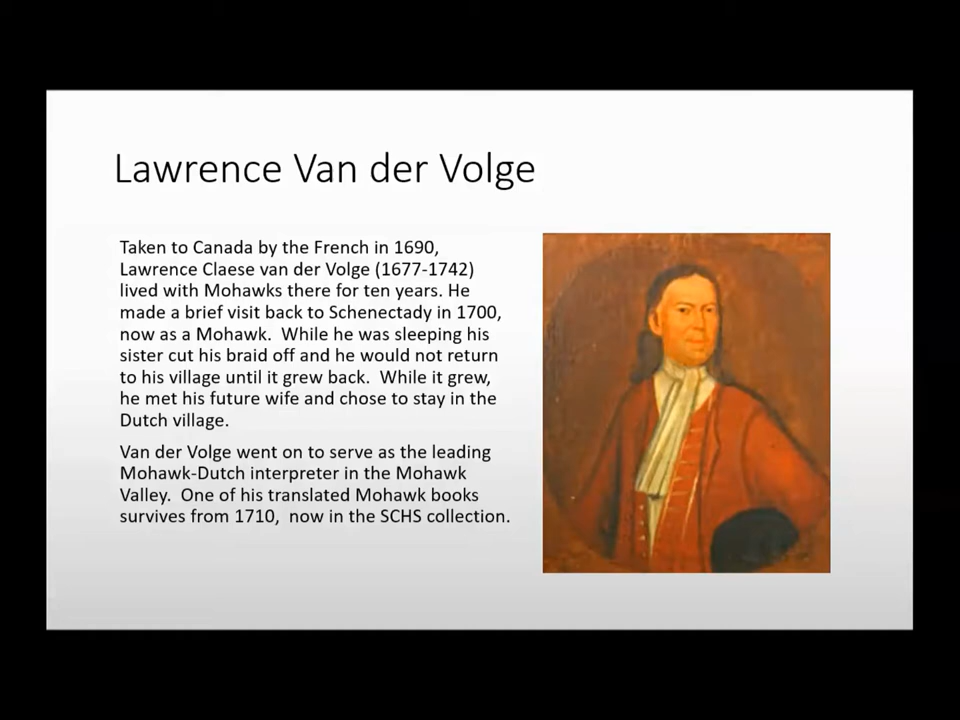 Lawrence Van der Volge
Taken to Canada by the French in 1690,
Lawrence Claese van der Volge (1677-1742)
lived with Mohawks there for ten years. He
made a brief visit back to Schenectady in 1700,
now as a Mohawk.  While he was sleeping his
sister cut his braid off and he would not return
to his village until it grew back.  While it grew,
he met his future wife and chose to stay in the
Dutch village.
Van der Volge went on to serve as the leading
Mohawk-Dutch interpreter in the Mohawk
Valley.  One of his translated Mohawk books
survives from 1710,  now in the SCHS collection.